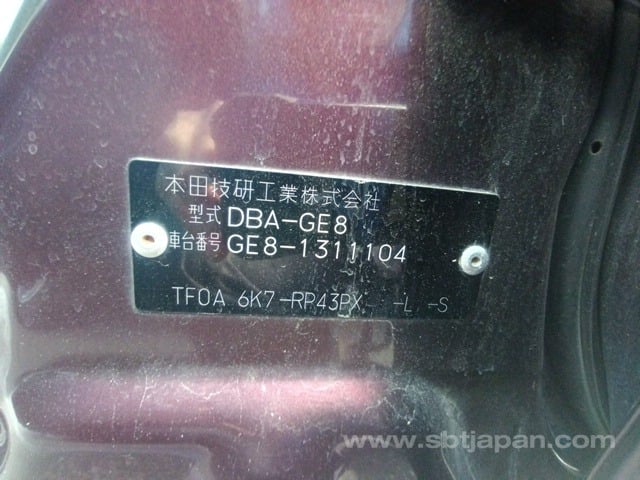 本田技研工業株式会社
型式 DBA-GE8
車台番号 GE8-1311104
TF0A 6K7-RP43PX -L -S
www.sbtjapan.com